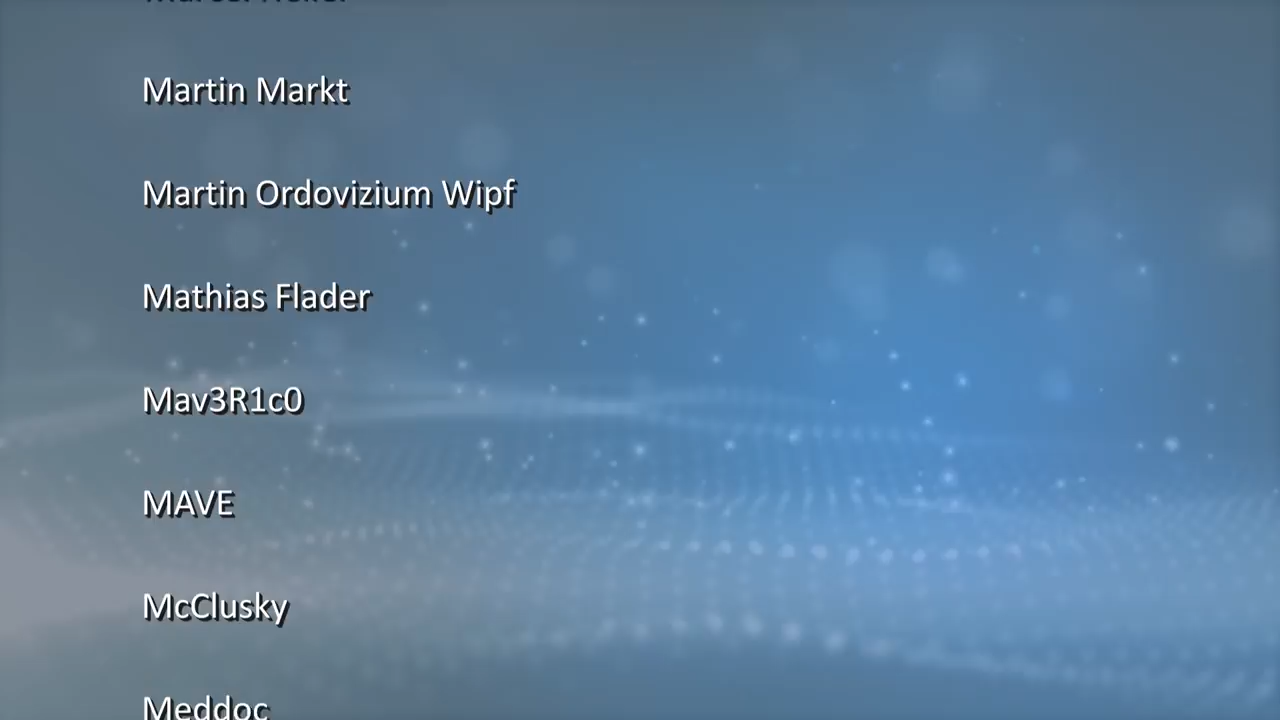 Martin Markt
Martin Ordovizium Wipf
Mathias Flader
Mav3R1c0
MAVE
McClusky
Meddoc